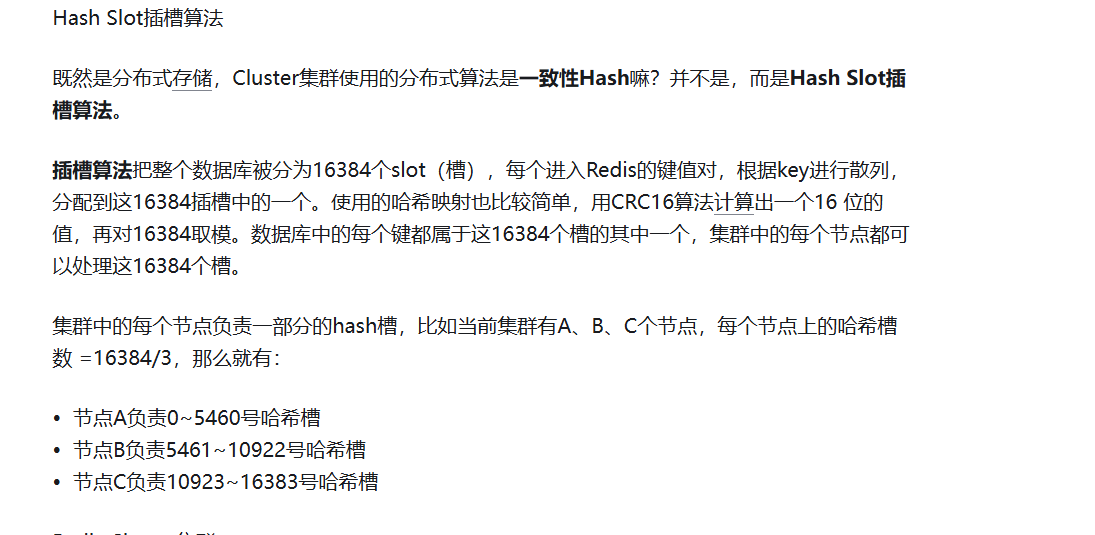 Hash Slot插槽算法
既然是分布式存储，Cluster集群使用的分布式算法是一致性Hash嘛？并不是，而是Hash Slot插
槽算法。
插槽算法把整个数据库被分为16384个slot（槽），每个进入Redis的键值对，根据key进行散列，
分配到这16384插槽中的一个。使用的哈希映射也比较简单，用CRC16算法计算出一个16 位的
值，再对16384取模。数据库中的每个键都属于这16384个槽的其中一个，集群中的每个节点都可
以处理这16384个槽。
集群中的每个节点负责一部分的hash槽，比如当前集群有A、B、C个节点，每个节点上的哈希槽
数 =16384/3，那么就有：
• 节点A负责0~5460号哈希槽
• 节点B负责5461~10922号哈希槽
• 节点C负责10923~16383号哈希槽